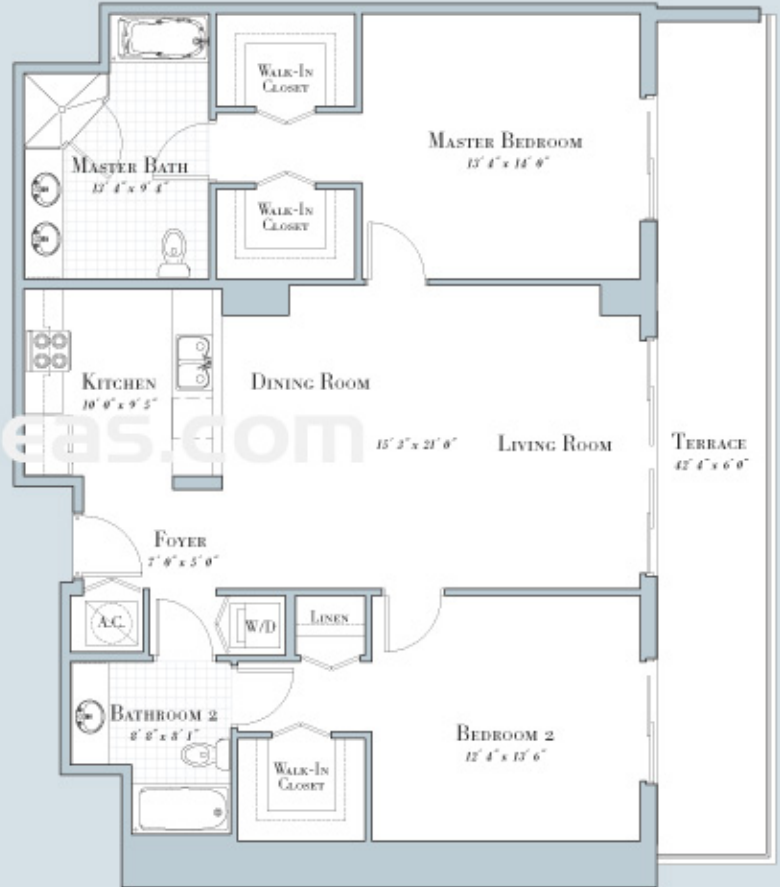 WALK-IN
CLOSET
MASTER BEDROOM
13' 4" x 14' 0"
MASTER BATH
13' 4" x 9' 4"
WALK-IN
CLOSET
KITCHEN
10' 0" x 9' 5"
DINING ROOM
eas.com
15' 3" x 21' 0"
LIVING ROOM
TERRACE
42' 4" x 6' 0"
FOYER
7' 0" x 5' 0"
A.C.
W/D
LINEN
BATHROOM 2
8' 8" x 8' 1"
BEDROOM 2
12' 4" x 13' 6"
WALK-IN
CLOSET